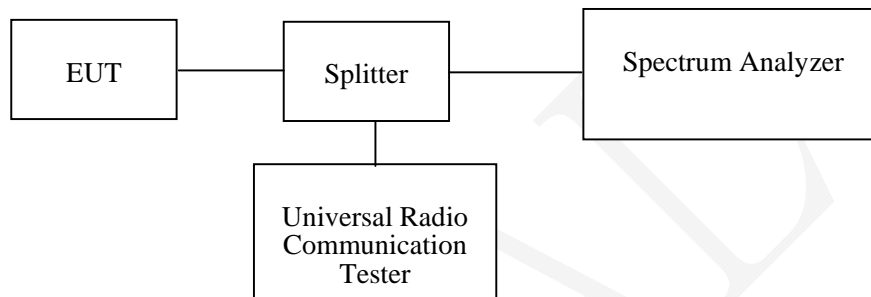 EUT
Splitter
Spectrum Analyzer
Universal Radio
Communication
Tester